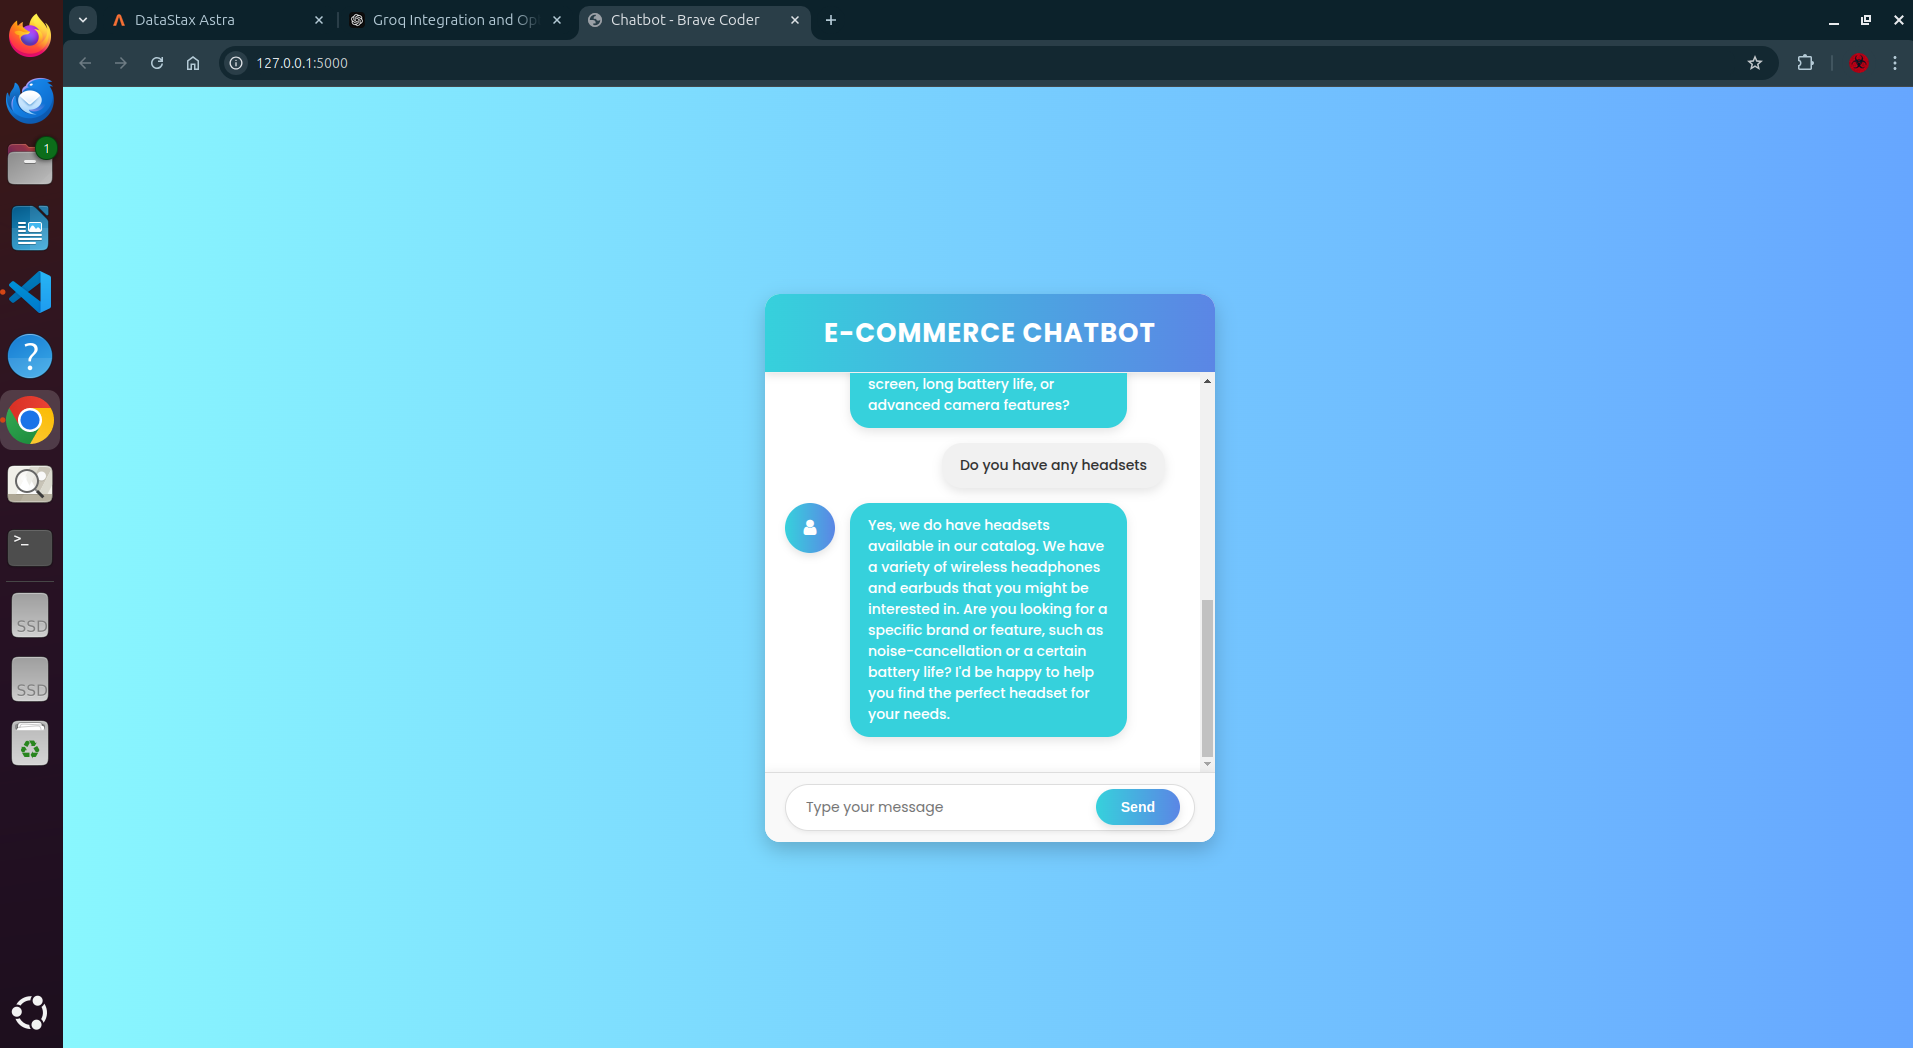 DataStax Astra
Groq Integration and Op
Chatbot - Brave Coder
127.0.0.1:5000
1
?
>_
SSD
SSD
E-COMMERCE CHATBOT
screen, long battery life, or
advanced camera features?
Do you have any headsets
Yes, we do have headsets
available in our catalog. We have
a variety of wireless headphones
and earbuds that you might be
interested in. Are you looking for a
specific brand or feature, such as
noise-cancellation or a certain
battery life? I'd be happy to help
you find the perfect headset for
your needs.
Type your message
Send